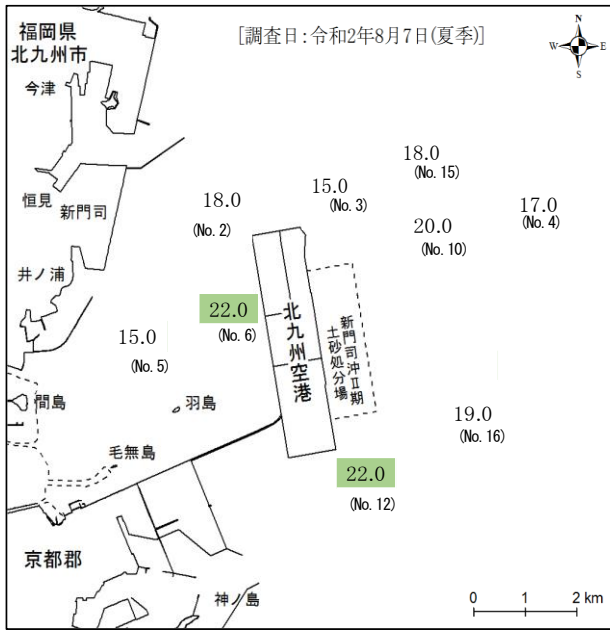 福岡県
北九州市
[調査日:令和2年8月7日(夏季)]
N
W
E
S
今津
恒見
新門司
井ノ浦
18.0
(No. 15)
15.0
(No. 3)
18.0
(No. 2)
17.0
(No. 4)
20.0
(No. 10)
22.0
(No. 6)
15.0
(No. 5)
北九州空港
新門司沖Ⅱ期
土砂処分場
間島
羽島
毛無島
19.0
(No. 16)
22.0
(No. 12)
京都郡
神ノ島
0 1 2 km